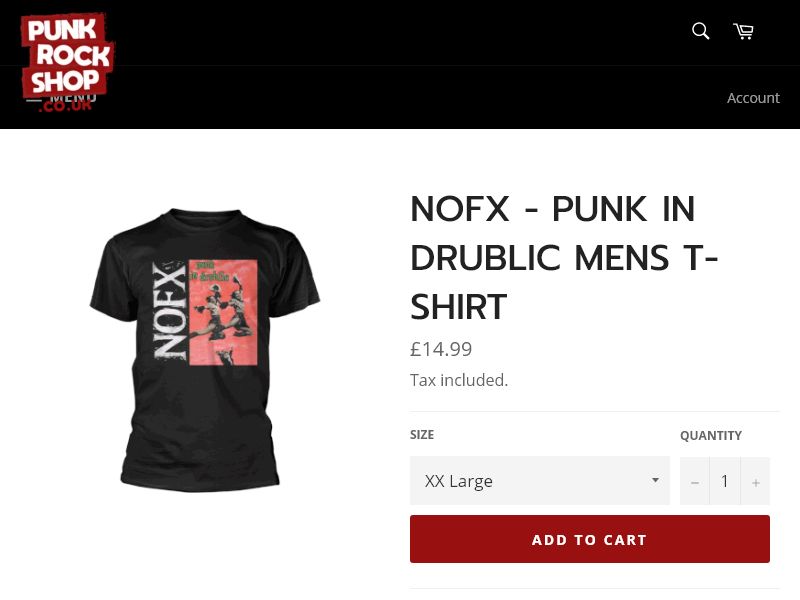 PUNK
ROCK
SHOP
.CO.UK
MENU
Account
NOFX - PUNK IN
DRUBLIC MENS T-
SHIRT
£14.99
Tax included.
SIZE
QUANTITY
XX Large
− 1 +
ADD TO CART
NOFX
punk
in drublic